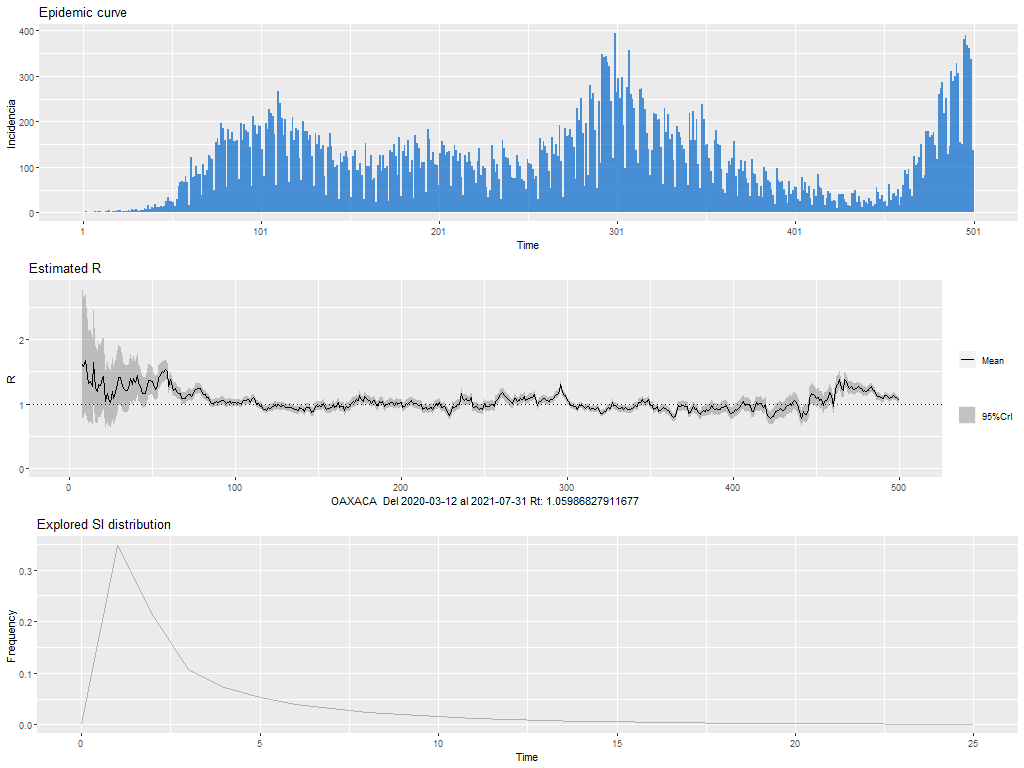 Epidemic curve
400
300
200
100
0
Incidencia
1
101
201
301
401
501
Time
Estimated R
2
1
0
R
0
100
200
300
400
500
OAXACA Del 2020-03-12 al 2021-07-31 Rt: 1.05986827911677
Mean
95%CrI
Explored SI distribution
0.3
0.2
0.1
0.0
Frequency
0
5
10
15
20
25
Time